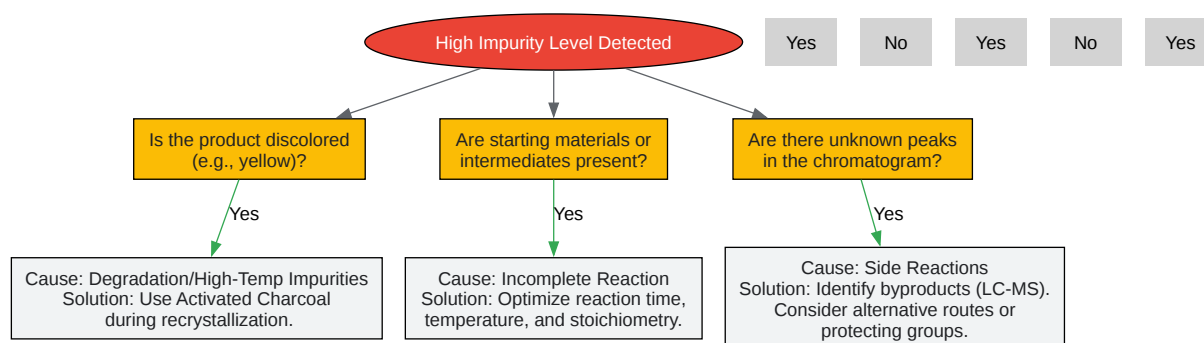 High Impurity Level Detected
Yes
No
Yes
No
Yes
Is the product discolored
(e.g., yellow)?
Are starting materials or
intermediates present?
Are there unknown peaks
in the chromatogram?
Yes
Yes
Yes
Cause: Degradation/High-Temp Impurities
Solution: Use Activated Charcoal
during recrystallization.
Cause: Incomplete Reaction
Solution: Optimize reaction time,
temperature, and stoichiometry.
Cause: Side Reactions
Solution: Identify byproducts (LC-MS).
Consider alternative routes or
protecting groups.